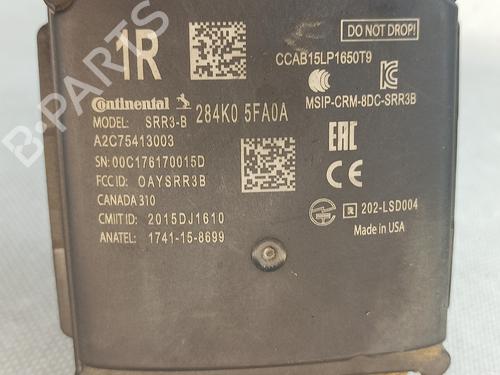 DO NOT DROP!
1R
CCAB15LP1650T9
MSIP-CRM-8DC-SRR3B
Continental
284K0 5FA0A
MODEL: SRR3-B
A2C75413003
SN: 00C176170015D
FCC ID: OAYSRR3B
CANADA 310
CMIIT ID: 2015DJ1610
ANATEL: 1741-15-8699
EAC
CE
R 202-LSD004
Made in USA
B-PARTS